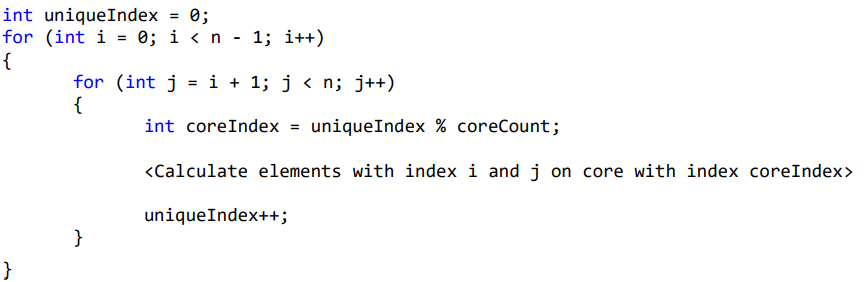 int uniqueIndex = 0;
for (int i = 0; i < n - 1; i++)
{
for (int j = i + 1; j < n; j++)
{
int coreIndex = uniqueIndex % coreCount;
<Calculate elements with index i and j on core with index coreIndex>
uniqueIndex++;
}
}